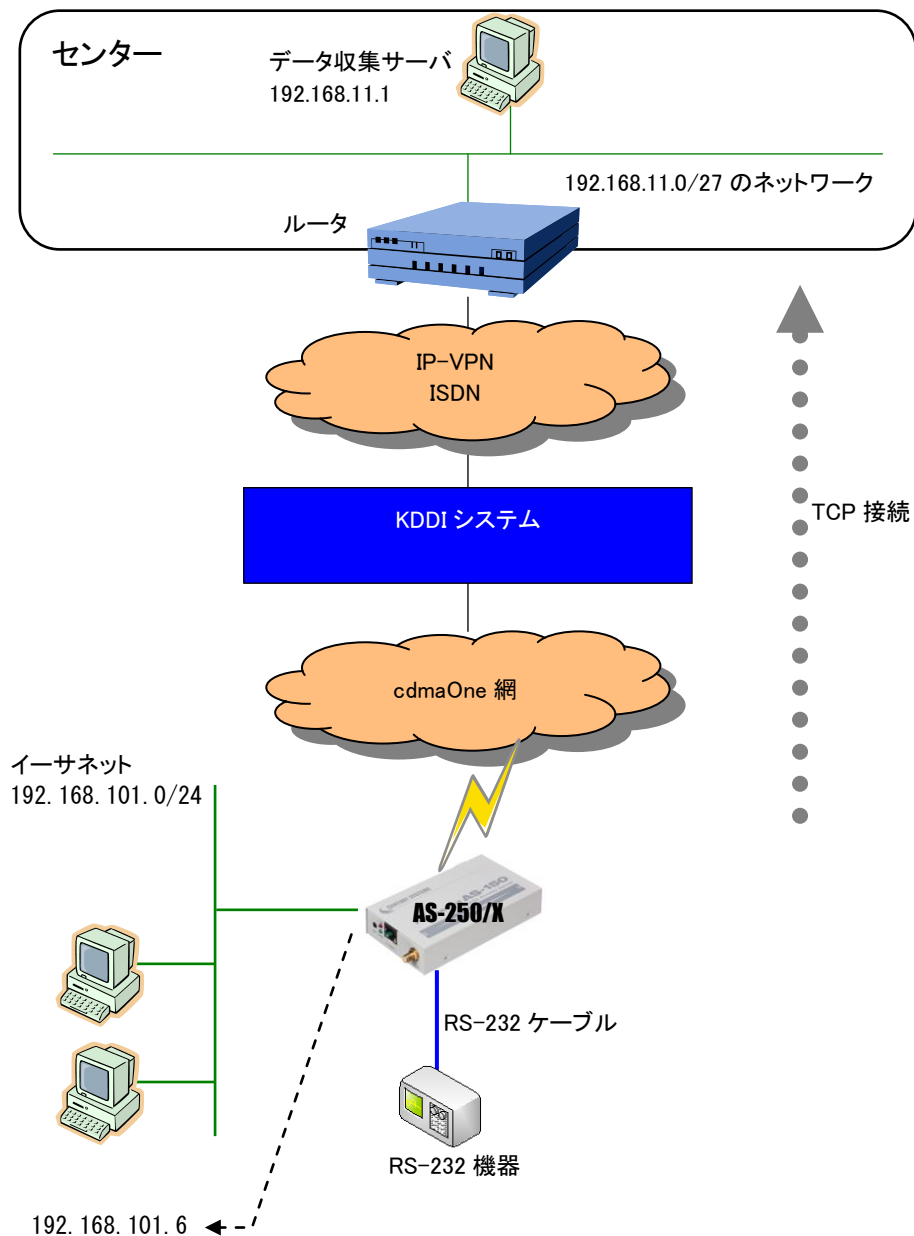 センター
データ収集サーバ
192.168.11.1
192.168.11.0/27 のネットワーク
ルータ
IP-VPN
ISDN
KDDI システム
TCP 接続
cdmaOne 網
イーサネット
192.168.101.0/24
AS-150
AS-250/X
RS-232 ケーブル
RS-232 機器
192.168.101.6